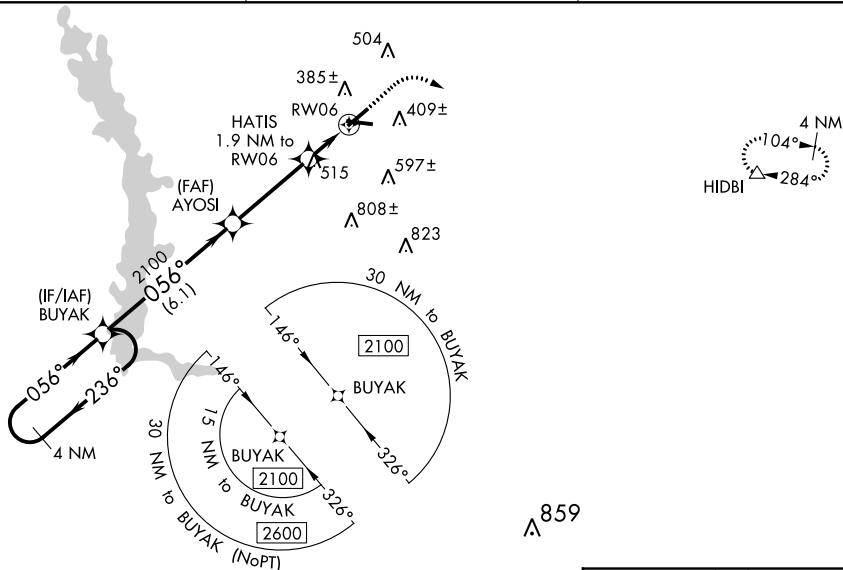 504
385±
HATIS
1.9 NM to
RW06
RW06
409±
515
597±
808±
823
(FAF)
AYOSI
4 NM
104°
284°
HIDBI
2100
056°
(6.1)
(IF/IAF)
BUYAK
056°
236°
4 NM
30 NM to BUYAK
146°
2100
BUYAK
326°
146°
BUYAK
2100
15 NM to BUYAK
326°
2600
30 NM to BUYAK (NoPT)
859